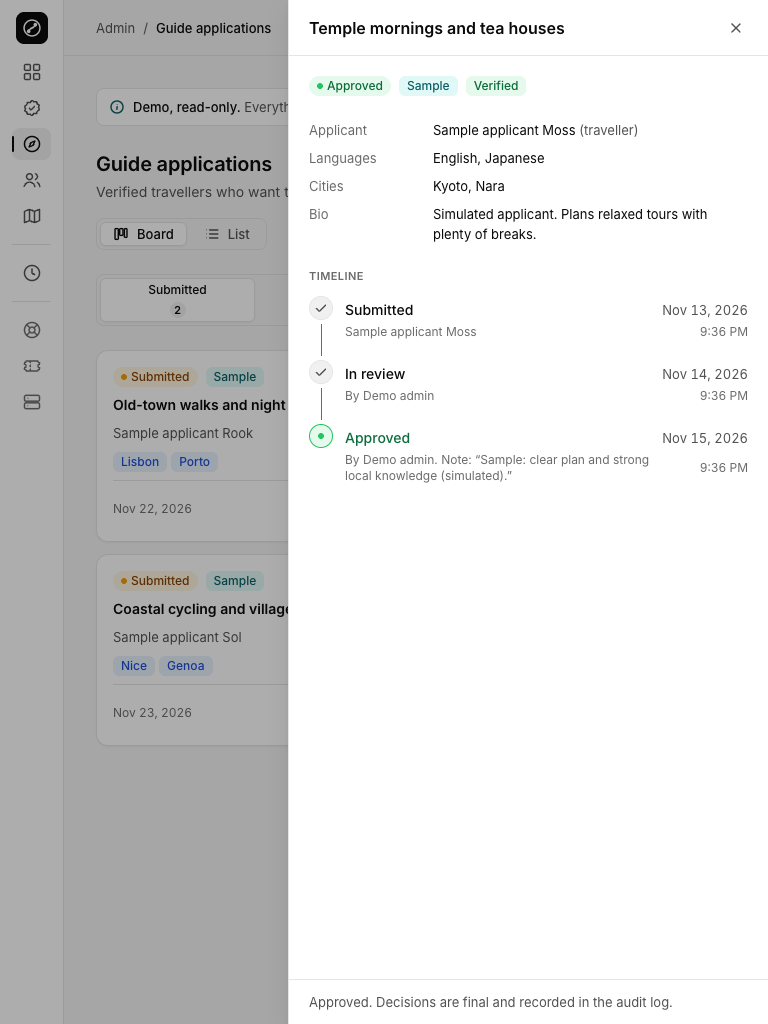 Admin / Guide applications
Demo, read-only. Everyth
Guide applications
Verified travellers who want t
Board
List
Submitted
2
Submitted Sample
Old-town walks and night
Sample applicant Rook
Lisbon Porto
Nov 22, 2026
Submitted Sample
Coastal cycling and village
Sample applicant Sol
Nice Genoa
Nov 23, 2026
Temple mornings and tea houses
Approved Sample Verified
Applicant Sample applicant Moss (traveller)
Languages English, Japanese
Cities Kyoto, Nara
Bio Simulated applicant. Plans relaxed tours with
plenty of breaks.
TIMELINE
Submitted Nov 13, 2026
Sample applicant Moss 9:36 PM
In review Nov 14, 2026
By Demo admin 9:36 PM
Approved Nov 15, 2026
By Demo admin. Note: “Sample: clear plan and strong
local knowledge (simulated).” 9:36 PM
Approved. Decisions are final and recorded in the audit log.